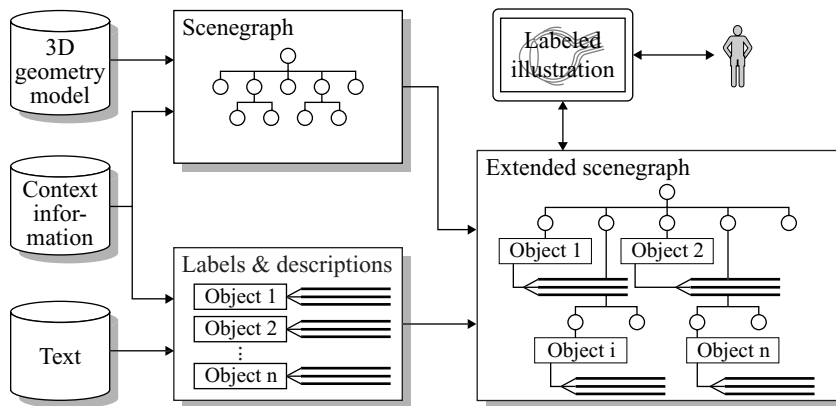 3D
geometry
model
Scenegraph
Labeled
illustration
Context
infor-
mation
Extended scenegraph
Object 1
Object 2
Object i
Object n
Labels & descriptions
Object 1
Object 2
...
Object n
Text